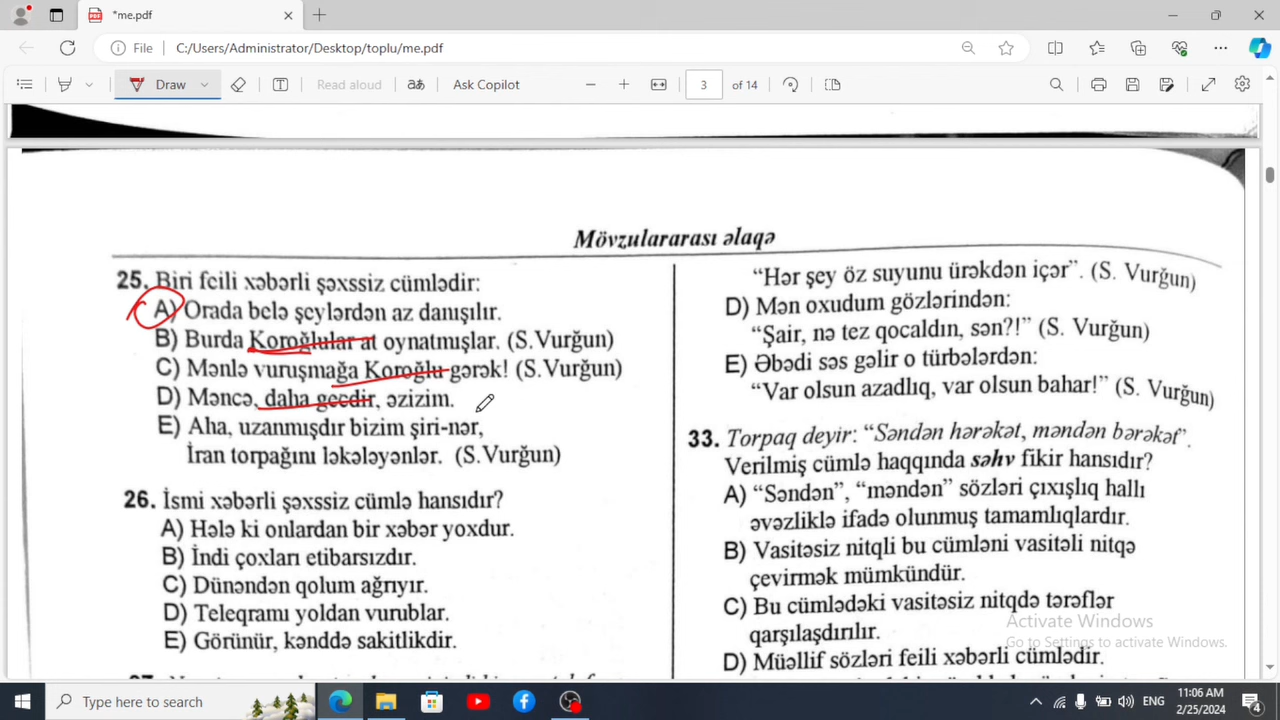 *me.pdf
File
C:/Users/Administrator/Desktop/toplu/me.pdf
Draw
Read aloud
aあ
Ask Copilot
3 of 14
Mövzulararası əlaqə
25. Biri feili xəbərli şəxssiz cümlədir:
A) Orada belə şeylərdən az danışılır.
B) Burda Koroğlular at oynatmışlar. (S.Vurğun)
C) Mənlə vuruşmağa Koroğlu gərək! (S.Vurğun)
D) Məncə, daha gecdir, əzizim.
E) Aha, uzanmışdır bizim şiri-nər,
İran torpağını ləkələyənlər. (S.Vurğun)
26. İsmi xəbərli şəxssiz cümlə hansıdır?
A) Hələ ki onlardan bir xəbər yoxdur.
B) İndi çoxları etibarsızdır.
C) Dünəndən qolum ağrıyır.
D) Teleqramı yoldan vurublar.
E) Görünür, kənddə sakitlikdir.
“Hər şey öz suyunu ürəkdən içər”. (S. Vurğun)
D) Mən oxudum gözlərindən:
“Şair, nə tez qocaldın, sən?!” (S. Vurğun)
E) Əbədi səs gəlir o türbələrdən:
“Var olsun azadlıq, var olsun bahar!” (S. Vurğun)
33. Torpaq deyir: “Səndən hərəkət, məndən bərəkət”.
Verilmiş cümlə haqqında səhv fikir hansıdır?
A) “Səndən”, “məndən” sözləri çıxışlıq hallı
əvəzliklə ifadə olunmuş tamamlıqlardır.
B) Vasitəsiz nitqli bu cümləni vasitəli nitqə
çevirmək mümkündür.
C) Bu cümlədəki vasitəsiz nitqdə tərəflər
qarşılaşdırılır.
D) Müəllif sözləri feili xəbərli cümlədir.
Activate Windows
Go to Settings to activate Windows.
Type here to search
ENG
11:06 AM
2/25/2024
4